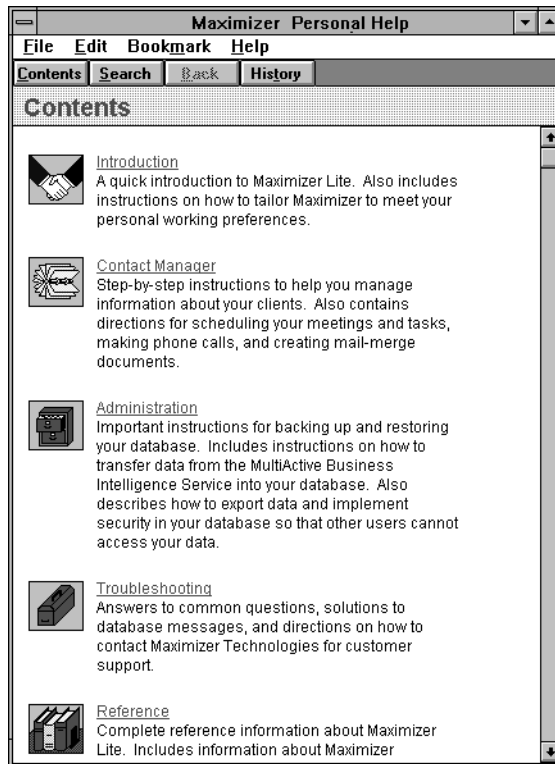 Maximizer Personal Help
File Edit Bookmark Help
Contents Search Back History
Contents
Introduction
A quick introduction to Maximizer Lite. Also includes
instructions on how to tailor Maximizer to meet your
personal working preferences.
Contact Manager
Step-by-step instructions to help you manage
information about your clients. Also contains
directions for scheduling your meetings and tasks,
making phone calls, and creating mail-merge
documents.
Administration
Important instructions for backing up and restoring
your database. Includes instructions on how to
transfer data from the MultiActive Business
Intelligence Service into your database. Also
describes how to export data and implement
security in your database so that other users cannot
access your data.
Troubleshooting
Answers to common questions, solutions to
database messages, and directions on how to
contact Maximizer Technologies for customer
support.
Reference
Complete reference information about Maximizer
Lite. Includes information about Maximizer